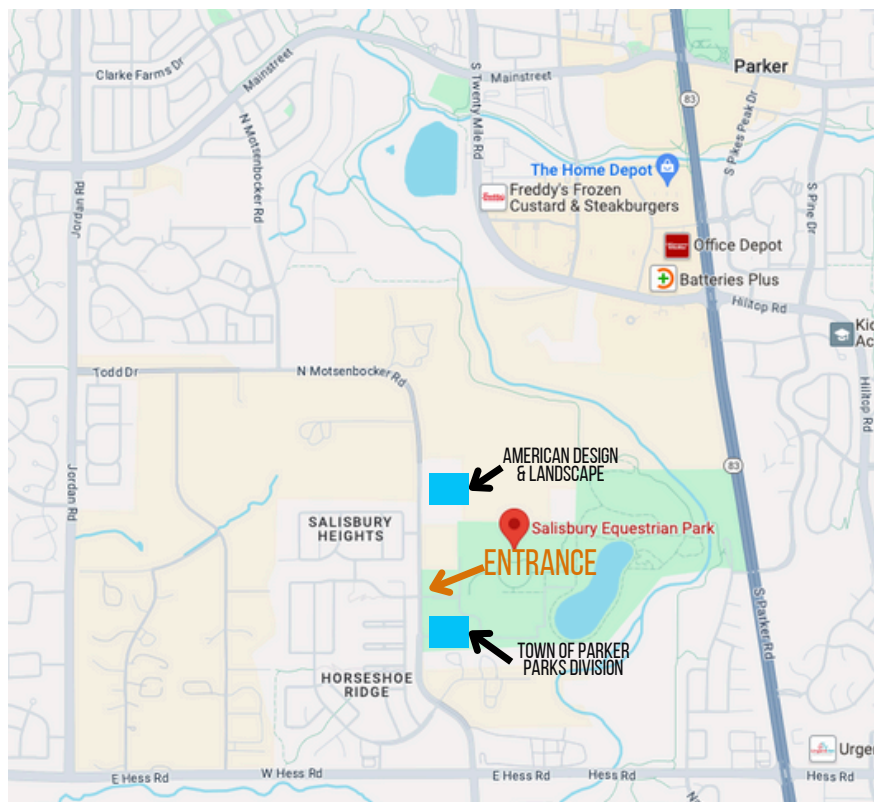 Parker
Clarke Farms Dr
Mainstreet
S Twenty Mile Rd
Mainstreet
83
S Pikes Peak Dr
N Motsenbocker Rd
The Home Depot
Freddy's Frozen
Custard & Steakburgers
Jordan Rd
S Pine Dr
Office Depot
Batteries Plus
Hilltop Rd
Kid
Ac
Todd Dr
N Motsenbocker Rd
Hilltop Rd
AMERICAN DESIGN
& LANDSCAPE
83
Jordan Rd
SALISBURY
HEIGHTS
Salisbury Equestrian Park
ENTRANCE
S Parker Rd
TOWN OF PARKER
PARKS DIVISION
HORSESHOE
RIDGE
Urge
E Hess Rd
W Hess Rd
E Hess Rd
Hess Rd
Hess Rd